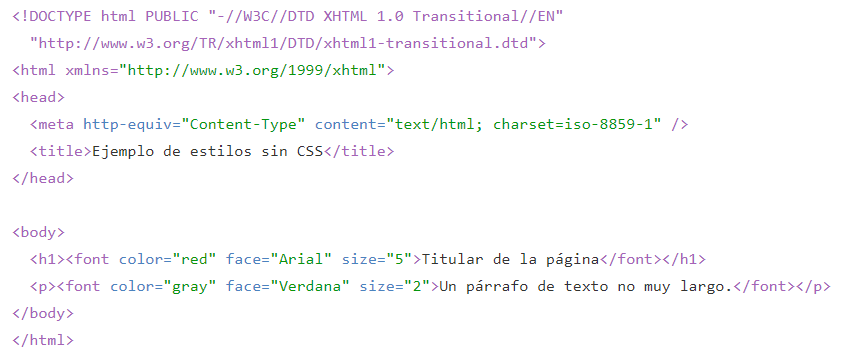 <!DOCTYPE html PUBLIC "-//W3C//DTD XHTML 1.0 Transitional//EN"
"http://www.w3.org/TR/xhtml1/DTD/xhtml1-transitional.dtd">
<html xmlns="http://www.w3.org/1999/xhtml">
<head>
<meta http-equiv="Content-Type" content="text/html; charset=iso-8859-1" />
<title>Ejemplo de estilos sin CSS</title>
</head>
<body>
<h1><font color="red" face="Arial" size="5">Titular de la página</font></h1>
<p><font color="gray" face="Verdana" size="2">Un párrafo de texto no muy largo.</font></p>
</body>
</html>